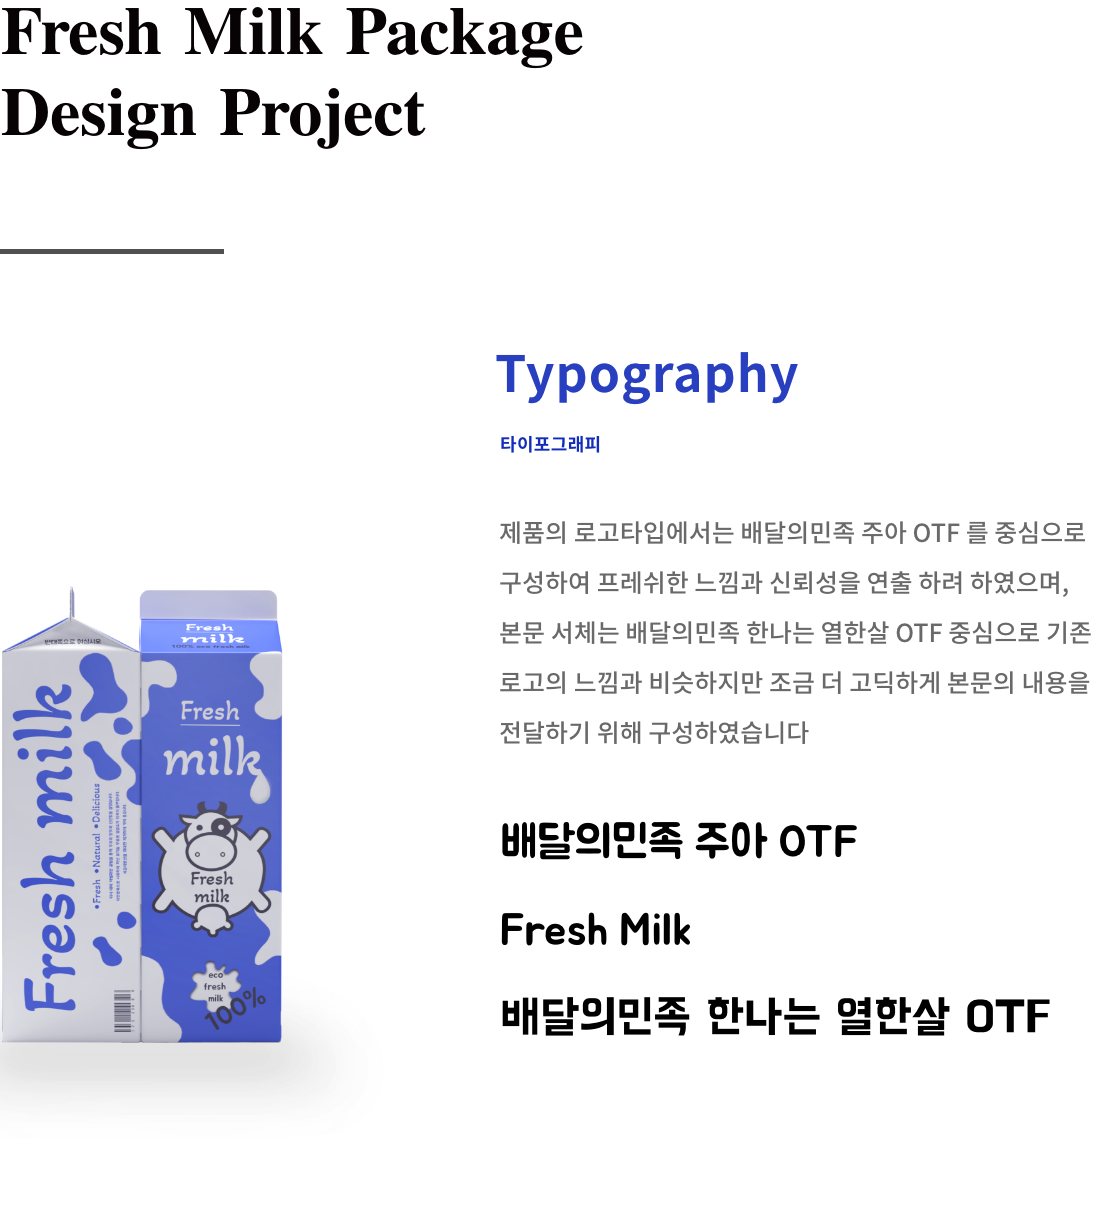 Fresh Milk Package
Design Project
Typography
타이포그래피
제품의 로고타입에서는 배달의민족 주아 OTF 를 중심으로
구성하여 프레쉬한 느낌과 신뢰성을 연출 하려 하였으며,
본문 서체는 배달의민족 한나는 열한살 OTF 중심으로 기존
로고의 느낌과 비슷하지만 조금 더 고딕하게 본문의 내용을
전달하기 위해 구성하였습니다
배달의민족 주아 OTF
Fresh Milk
배달의민족 한나는 열한살 OTF
Fresh milk
•Fresh •Natural •Delicious
Fresh
milk
100% eco fresh milk
Fresh
milk
Fresh
milk
eco
fresh
milk
100%